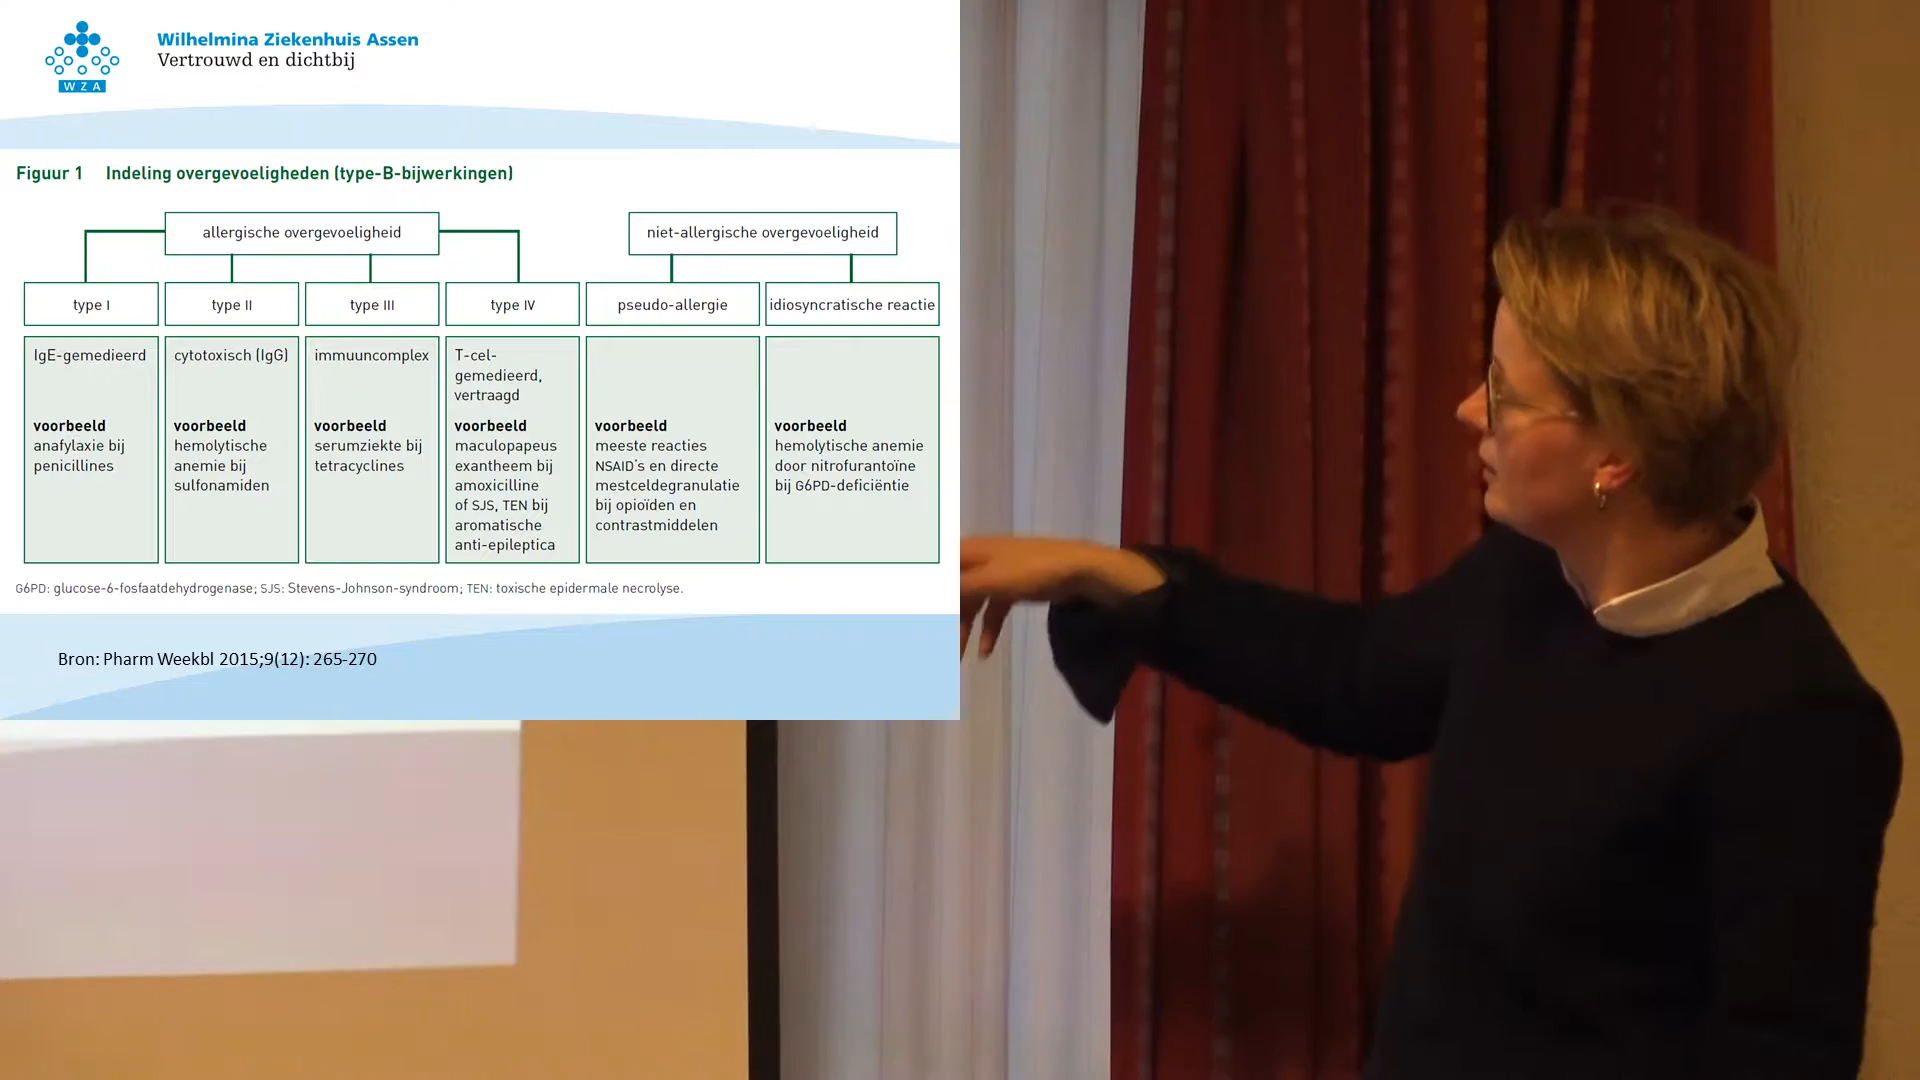 Wilhelmina Ziekenhuis Assen
Vertrouwd en dichtbij
WZA
Figuur 1 Indeling overgevoeligheden (type-B-bijwerkingen)
allergische overgevoeligheid
niet-allergische overgevoeligheid
type I
type II
type III
type IV
pseudo-allergie
idiosyncratische reactie
IgE-gemedieerd
voorbeeld
anafylaxie bij
penicillines
cytotoxisch (IgG)
voorbeeld
hemolytische
anemie bij
sulfonamiden
immuuncomplex
voorbeeld
serumziekte bij
tetracyclines
T-cel-
gemedieerd,
vertraagd
voorbeeld
maculopapeus
exantheem bij
amoxicilline
of SJS, TEN bij
aromatische
anti-epileptica
voorbeeld
meeste reacties
NSAID's en directe
mestceldegranulatie
bij opioïden en
contrastmiddelen
voorbeeld
hemolytische anemie
door nitrofurantoïne
bij G6PD-deficiëntie
G6PD: glucose-6-fosfaatdehydrogenase; SJS: Stevens-Johnson-syndroom; TEN: toxische epidermale necrolyse.
Bron: Pharm Weekbl 2015;9(12): 265-270